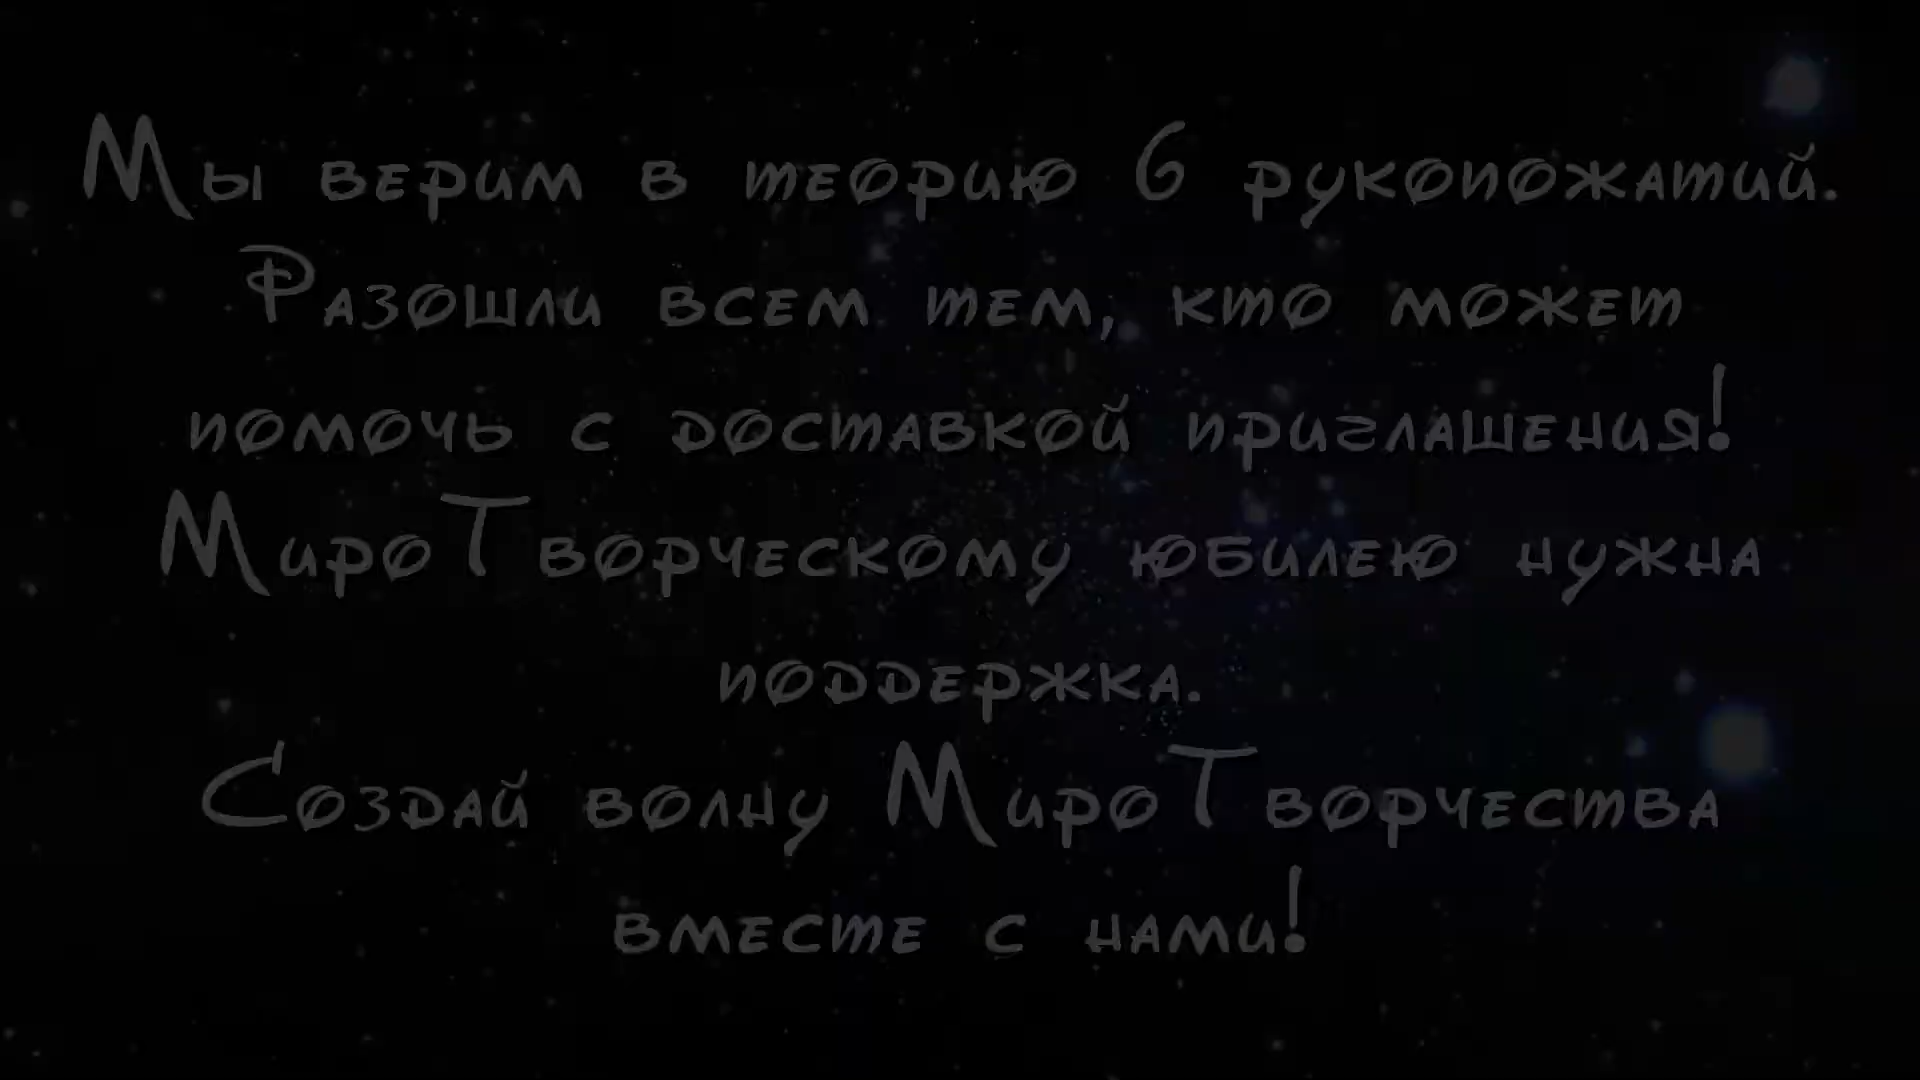 Мы верим в теорию 6 рукопожатий.
Разошли всем тем, кто может
помочь с доставкой приглашения!
МироТворческому юбилею нужна
поддержка.
Создай волну МироТворчества
вместе с нами!